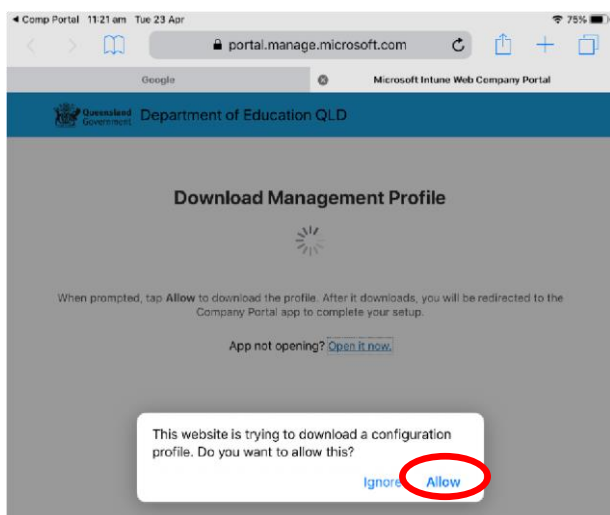 Comp Portal 11:21 am Tue 23 Apr 75%
portal.manage.microsoft.com
Google Microsoft Intune Web Company Portal
Queensland Government Department of Education QLD
Download Management Profile
When prompted, tap Allow to download the profile. After it downloads, you will be redirected to the
Company Portal app to complete your setup.
App not opening? Open it now.
This website is trying to download a configuration
profile. Do you want to allow this?
Ignore Allow